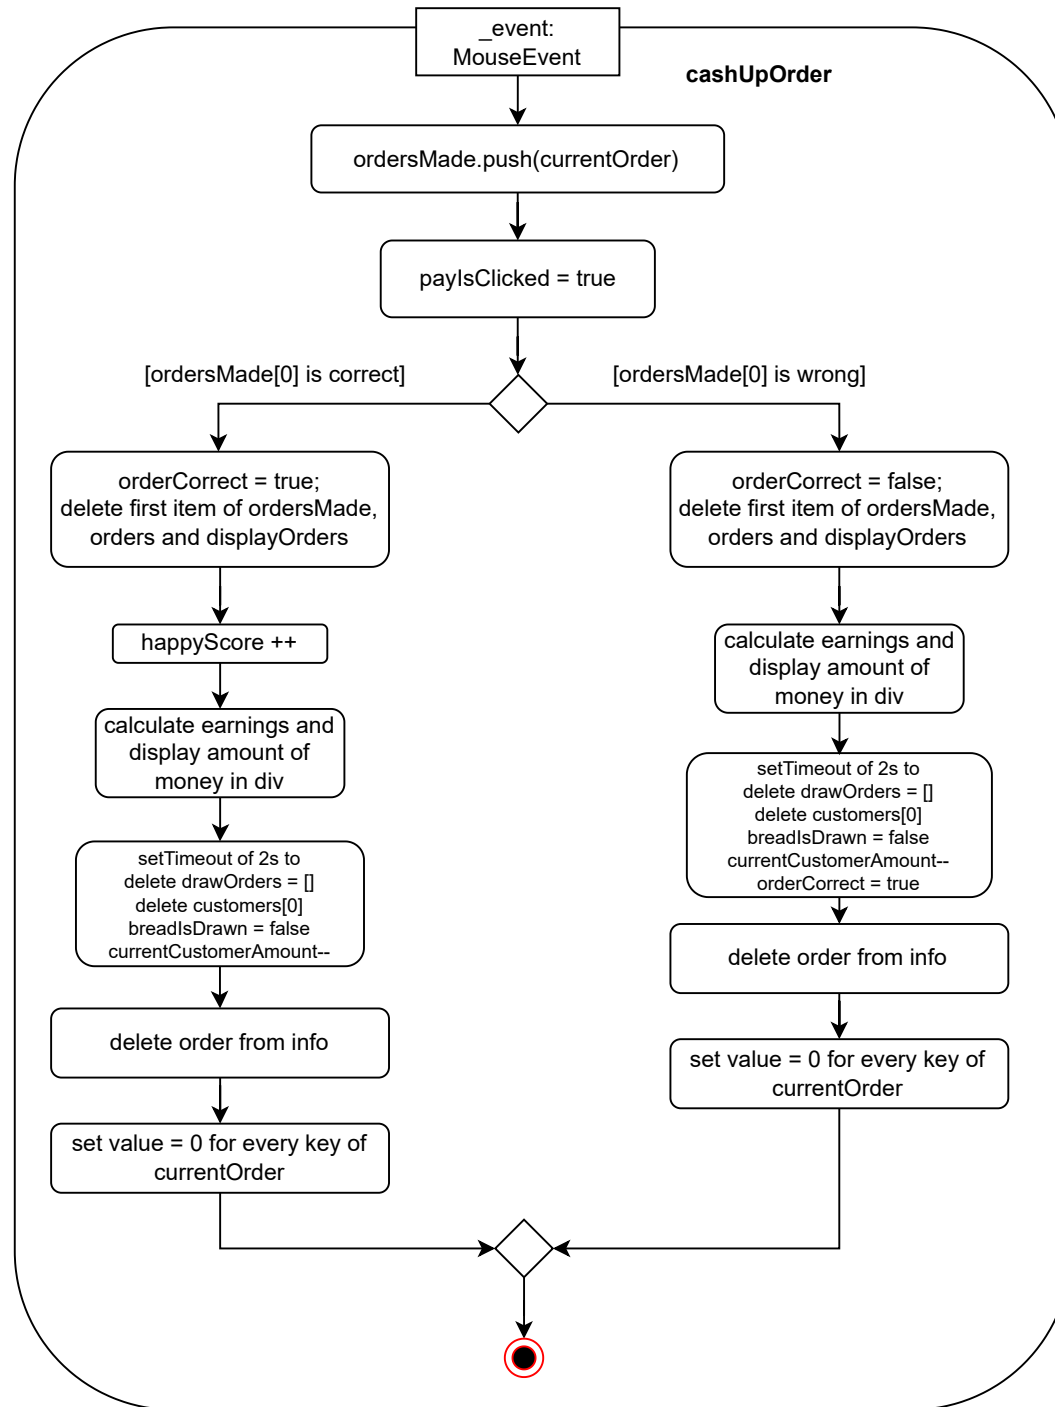 _event:
MouseEvent
cashUpOrder
ordersMade.push(currentOrder)
payIsClicked = true
[ordersMade[0] is correct]
[ordersMade[0] is wrong]
orderCorrect = true;
delete first item of ordersMade,
orders and displayOrders
happyScore ++
calculate earnings and
display amount of
money in div
setTimeout of 2s to
delete drawOrders = []
delete customers[0]
breadIsDrawn = false
currentCustomerAmount--
delete order from info
set value = 0 for every key of
currentOrder
orderCorrect = false;
delete first item of ordersMade,
orders and displayOrders
calculate earnings and
display amount of
money in div
setTimeout of 2s to
delete drawOrders = []
delete customers[0]
breadIsDrawn = false
currentCustomerAmount--
orderCorrect = true
delete order from info
set value = 0 for every key of
currentOrder